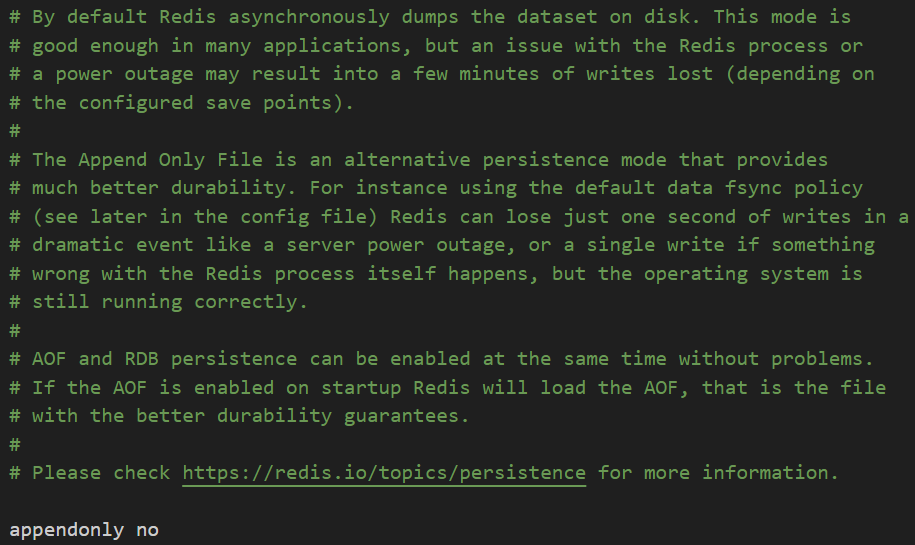 # By default Redis asynchronously dumps the dataset on disk. This mode is
# good enough in many applications, but an issue with the Redis process or
# a power outage may result into a few minutes of writes lost (depending on
# the configured save points).
#
# The Append Only File is an alternative persistence mode that provides
# much better durability. For instance using the default data fsync policy
# (see later in the config file) Redis can lose just one second of writes in a
# dramatic event like a server power outage, or a single write if something
# wrong with the Redis process itself happens, but the operating system is
# still running correctly.
#
# AOF and RDB persistence can be enabled at the same time without problems.
# If the AOF is enabled on startup Redis will load the AOF, that is the file
# with the better durability guarantees.
#
# Please check https://redis.io/topics/persistence for more information.
appendonly no